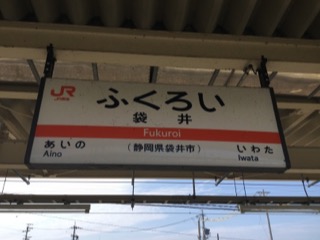 JR
ふくろい
袋井
Fukuroi
あいの (静岡県袋井市) いわた
Aino Iwata